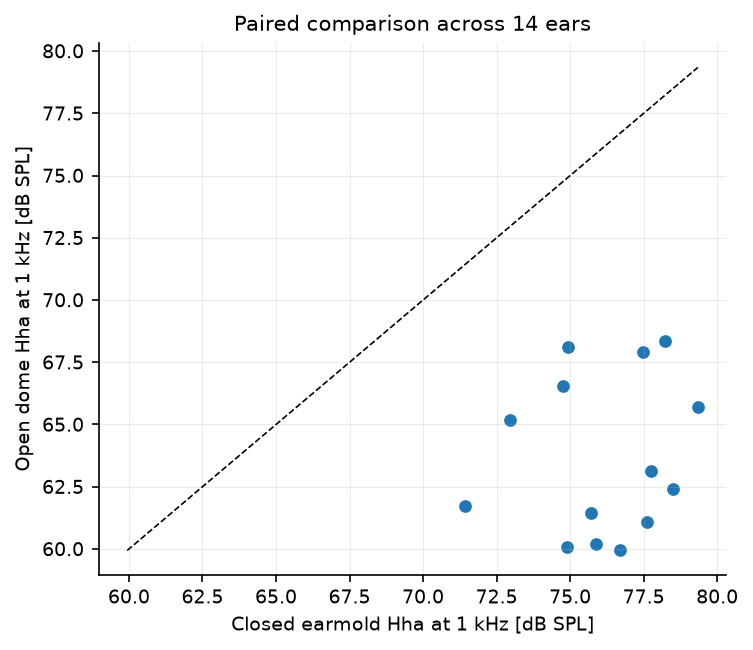 Paired comparison across 14 ears
Open dome Hha at 1 kHz [dB SPL]
80.0
77.5
75.0
72.5
70.0
67.5
65.0
62.5
60.0
60.0 62.5 65.0 67.5 70.0 72.5 75.0 77.5 80.0
Closed earmold Hha at 1 kHz [dB SPL]